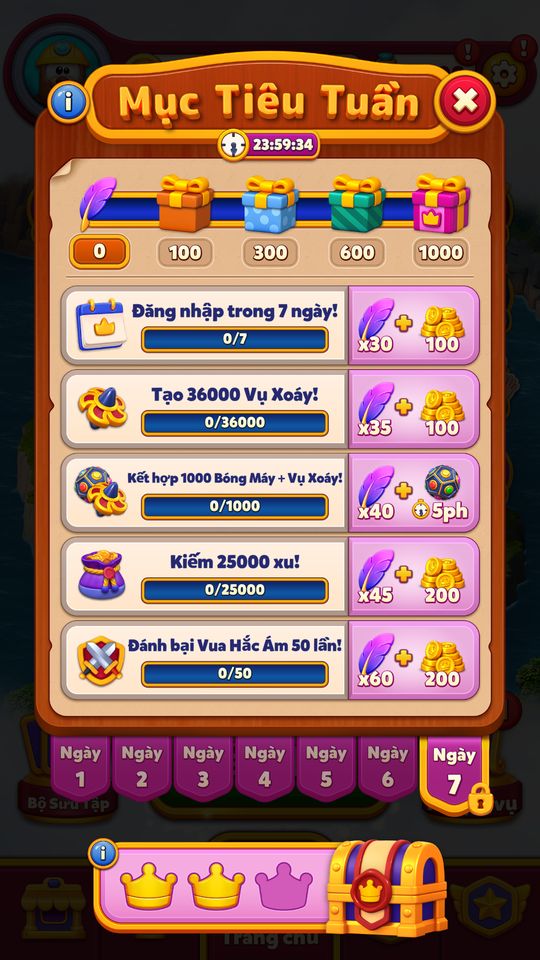 Mục Tiêu Tuần
23:59:34
0
100
300
600
1000
Đăng nhập trong 7 ngày!
0/7
x30
100
Tạo 36000 Vụ Xoáy!
0/36000
x35
100
Kết hợp 1000 Bóng Máy + Vụ Xoáy!
0/1000
x40
5ph
Kiếm 25000 xu!
0/25000
x45
200
Đánh bại Vua Hắc Ám 50 lần!
0/50
x60
200
Ngày 1
Ngày 2
Ngày 3
Ngày 4
Ngày 5
Ngày 6
Ngày 7
Bộ Sưu Tập
vụ
Trang chủ